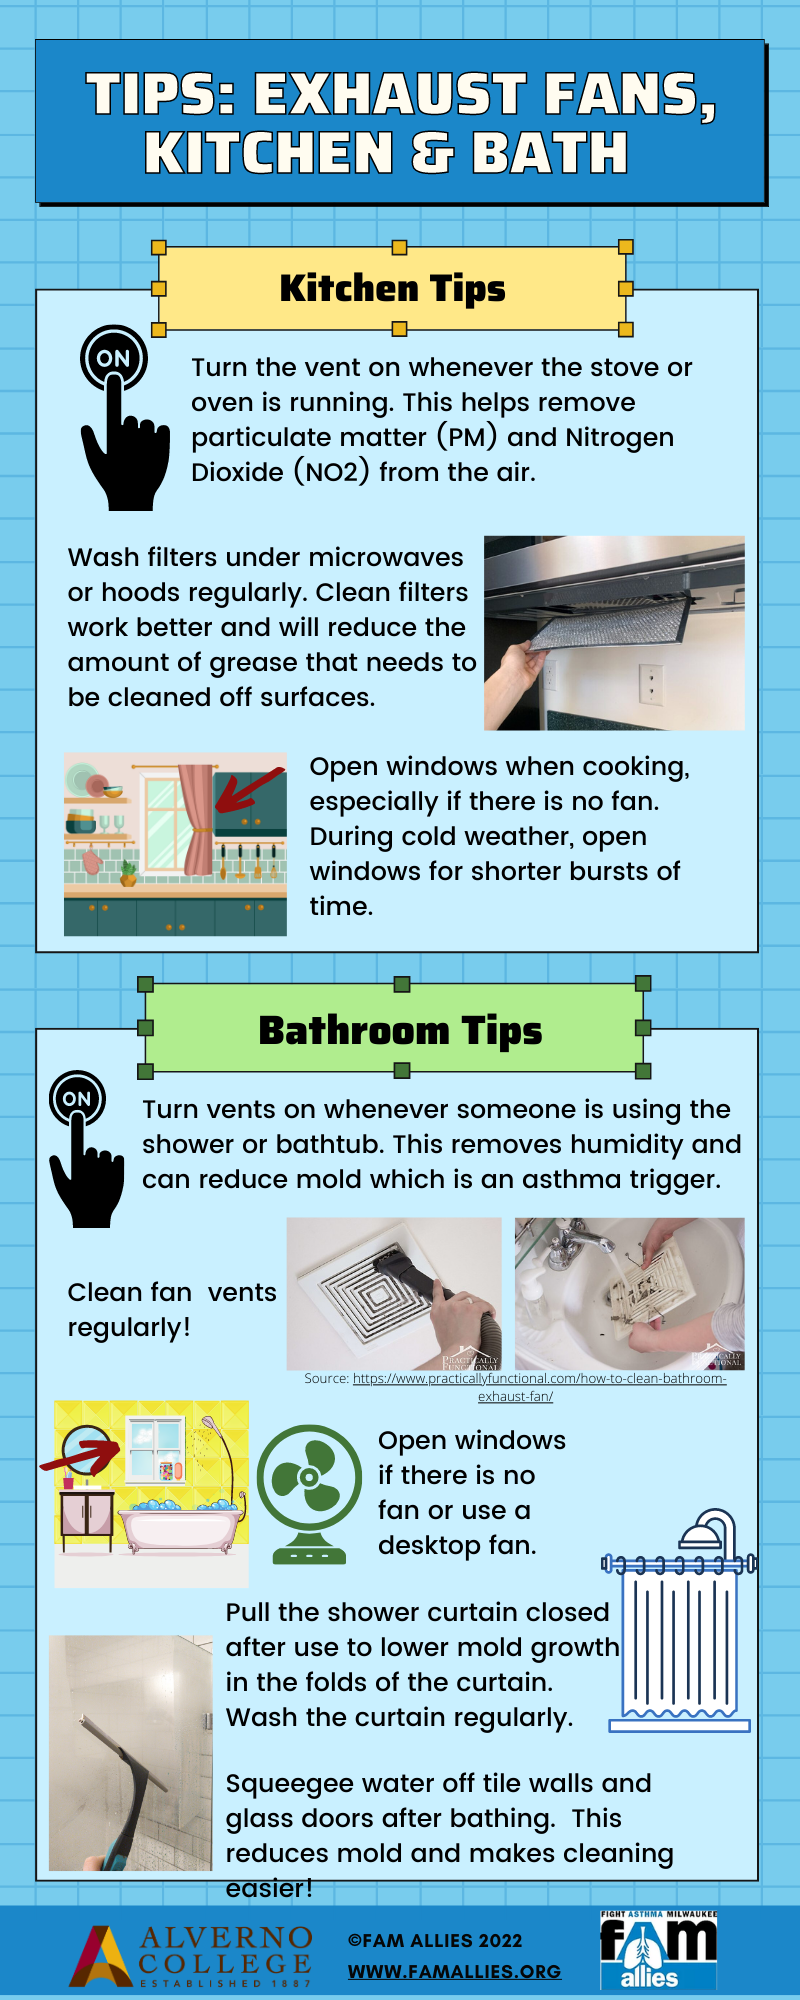 TIPS: EXHAUST FANS,
KITCHEN & BATH
Kitchen Tips
ON
Turn the vent on whenever the stove or
oven is running. This helps remove
particulate matter (PM) and Nitrogen
Dioxide (NO2) from the air.
Wash filters under microwaves
or hoods regularly. Clean filters
work better and will reduce the
amount of grease that needs to
be cleaned off surfaces.
Open windows when cooking,
especially if there is no fan.
During cold weather, open
windows for shorter bursts of
time.
Bathroom Tips
ON
Turn vents on whenever someone is using the
shower or bathtub. This removes humidity and
can reduce mold which is an asthma trigger.
Clean fan  vents
regularly!
PRACTICALLY
FUNCTIONAL
PRACTICALLY
FUNCTIONAL
Source: https://www.practicallyfunctional.com/how-to-clean-bathroom-
exhaust-fan/
Open windows
if there is no
fan or use a
desktop fan.
Pull the shower curtain closed
after use to lower mold growth
in the folds of the curtain.
Wash the curtain regularly.
Squeegee water off tile walls and
glass doors after bathing.  This
reduces mold and makes cleaning
easier!
ALVERNO
COLLEGE
ESTABLISHED 1887
©FAM ALLIES 2022
WWW.FAMALLIES.ORG
FIGHT ASTHMA MILWAUKEE
fAm
allies